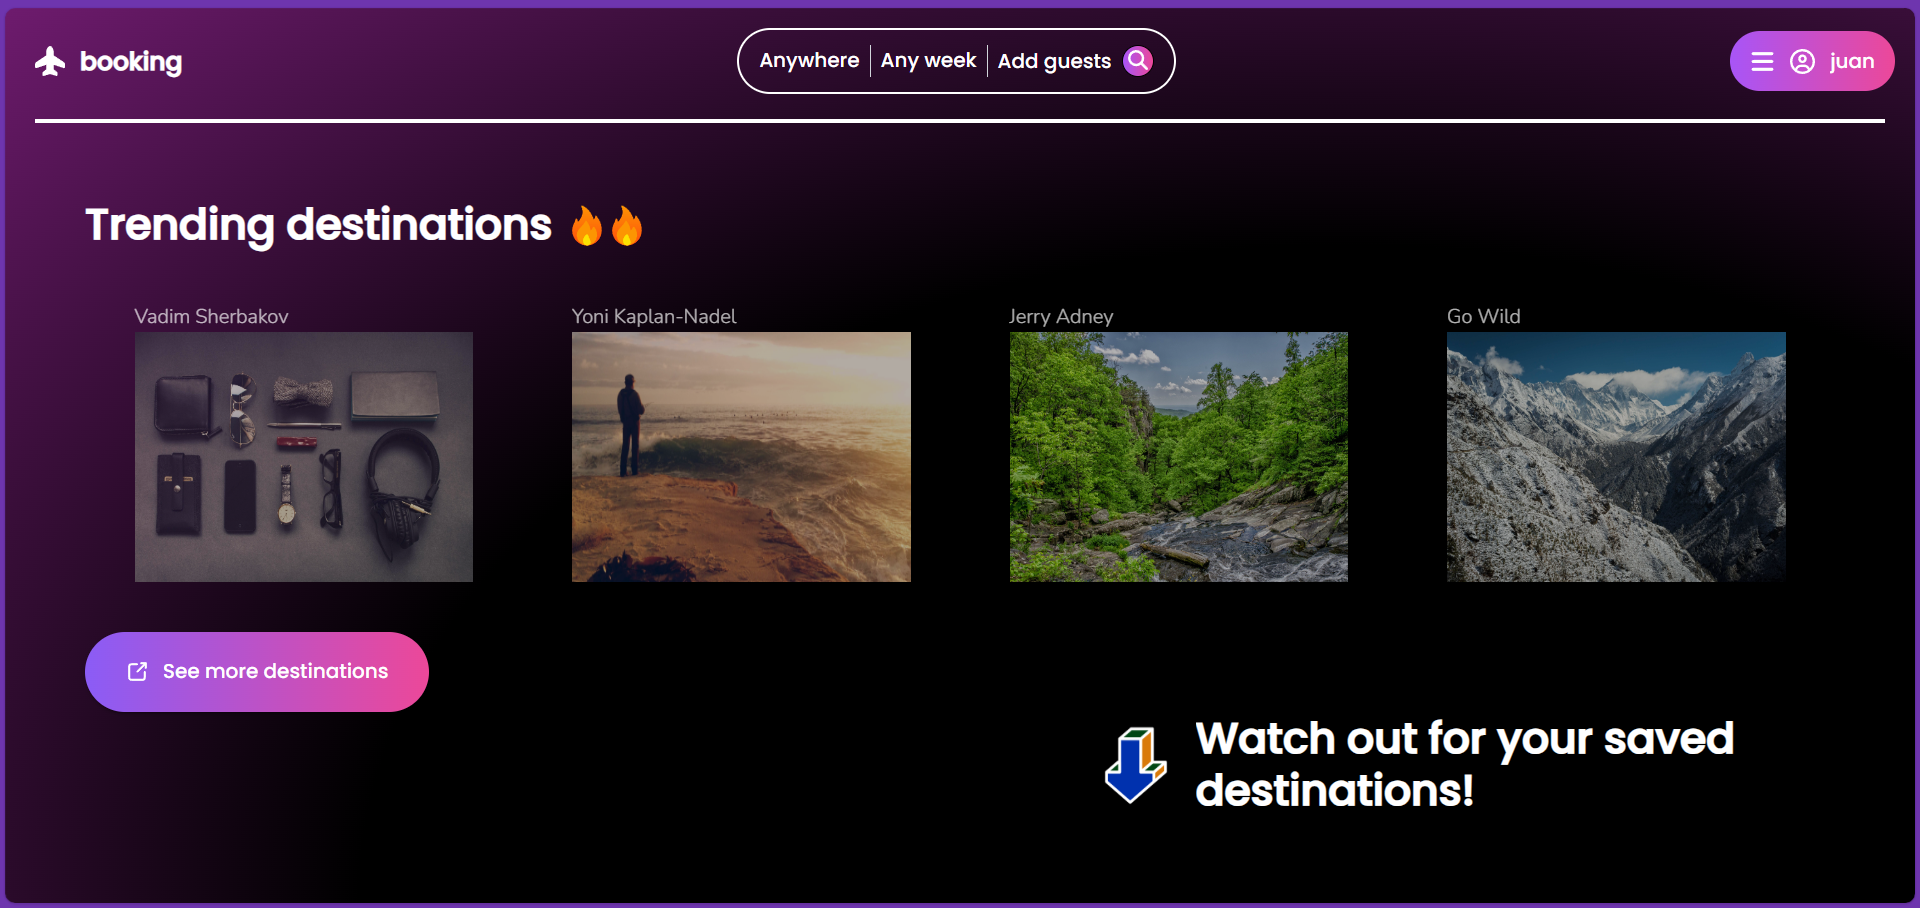 booking
Anywhere
Any week
Add guests
juan
Trending destinations 🔥🔥
Vadim Sherbakov
Yoni Kaplan-Nadel
Jerry Adney
Go Wild
See more destinations
Watch out for your saved
destinations!